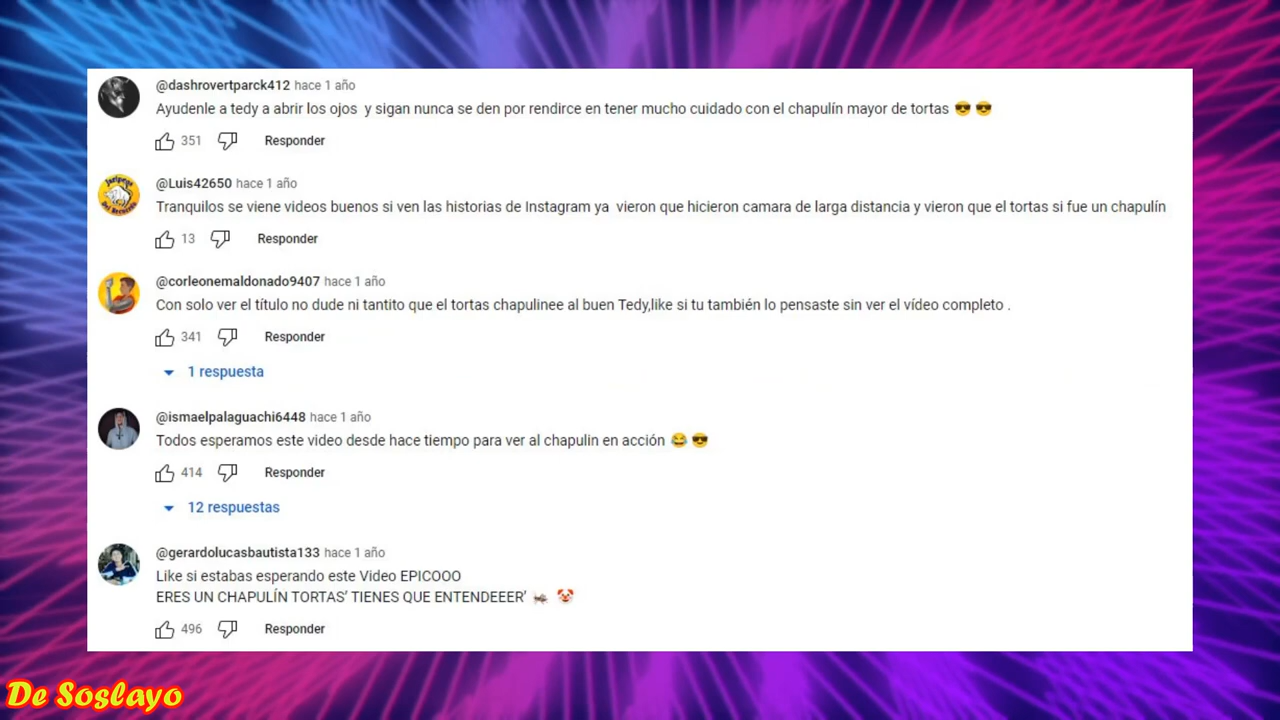 @dashrovertparck412 hace 1 año
Ayudenle a tedy a abrir los ojos y sigan nunca se den por rendirce en tener mucho cuidado con el chapulín mayor de tortas 😎 😎
351 Responder
@Luis42650 hace 1 año
Tranquilos se viene videos buenos si ven las historias de Instagram ya vieron que hicieron camara de larga distancia y vieron que el tortas si fue un chapulín
13 Responder
@corleonemaldonado9407 hace 1 año
Con solo ver el título no dude ni tantito que el tortas chapulinee al buen Tedy,like si tu también lo pensaste sin ver el vídeo completo .
341 Responder
1 respuesta
@ismaelpalaguachi6448 hace 1 año
Todos esperamos este video desde hace tiempo para ver al chapulin en acción 😂 😎
414 Responder
12 respuestas
@gerardolucasbautista133 hace 1 año
Like si estabas esperando este Video EPICOOO
ERES UN CHAPULÍN TORTAS’ TIENES QUE ENTENDEEER’ 🦗 🤡
496 Responder
De Soslayo